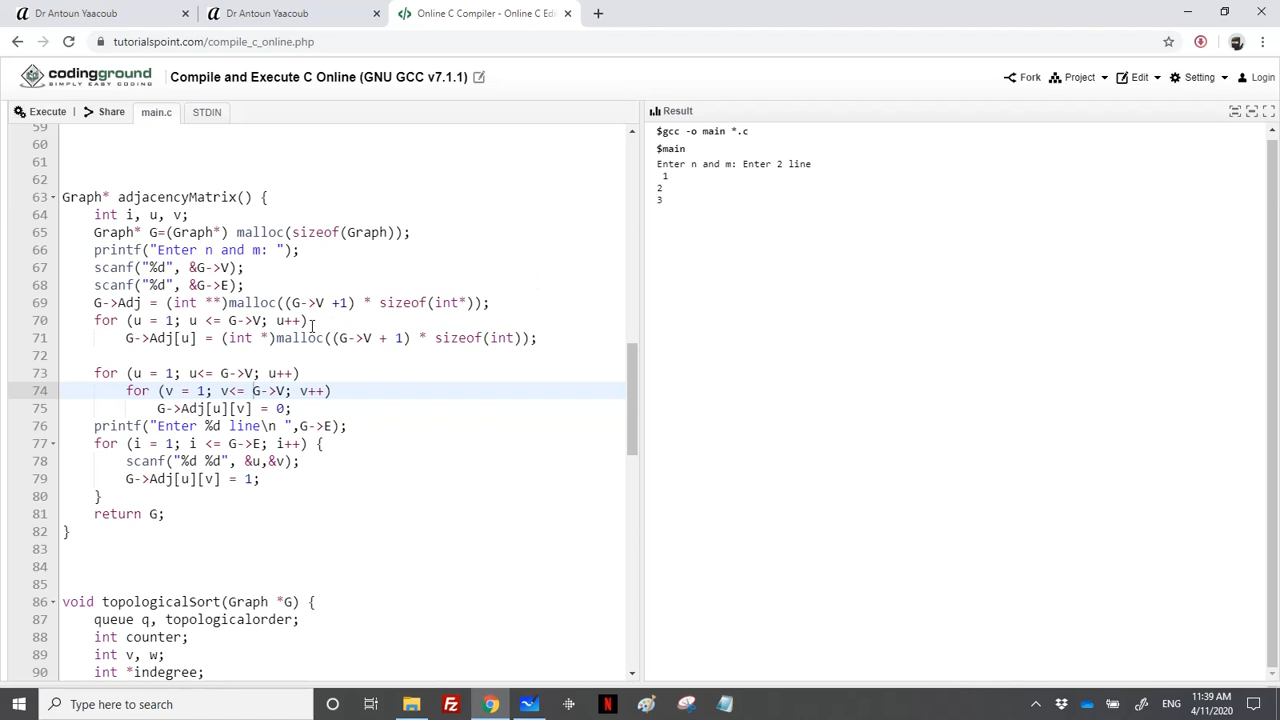 Dr Antoun Yaacoub
Dr Antoun Yaacoub
Online C Compiler - Online C Edi
tutorialspoint.com/compile_c_online.php
codingground
SIMPLY EASY CODING
Compile and Execute C Online (GNU GCC v7.1.1)
Fork
Project
Edit
Setting
Login
Execute
Share
main.c
STDIN
Result
59
60
61
62
63 Graph* adjacencyMatrix() {
64 int i, u, v;
65 Graph* G=(Graph*) malloc(sizeof(Graph));
66 printf("Enter n and m: ");
67 scanf("%d", &G->V);
68 scanf("%d", &G->E);
69 G->Adj = (int **)malloc((G->V +1) * sizeof(int*));
70 for (u = 1; u <= G->V; u++)
71 G->Adj[u] = (int *)malloc((G->V + 1) * sizeof(int));
72
73 for (u = 1; u<= G->V; u++)
74 for (v = 1; v<= G->V; v++)
75 G->Adj[u][v] = 0;
76 printf("Enter %d line\n ",G->E);
77 for (i = 1; i <= G->E; i++) {
78 scanf("%d %d", &u,&v);
79 G->Adj[u][v] = 1;
80 }
81 return G;
82 }
83
84
85
86 void topologicalSort(Graph *G) {
87 queue q, topologicalorder;
88 int counter;
89 int v, w;
90 int *indegree;
$gcc -o main *.c
$main
Enter n and m: Enter 2 line
1
2
3
Type here to search
ENG
11:39 AM
4/11/2020